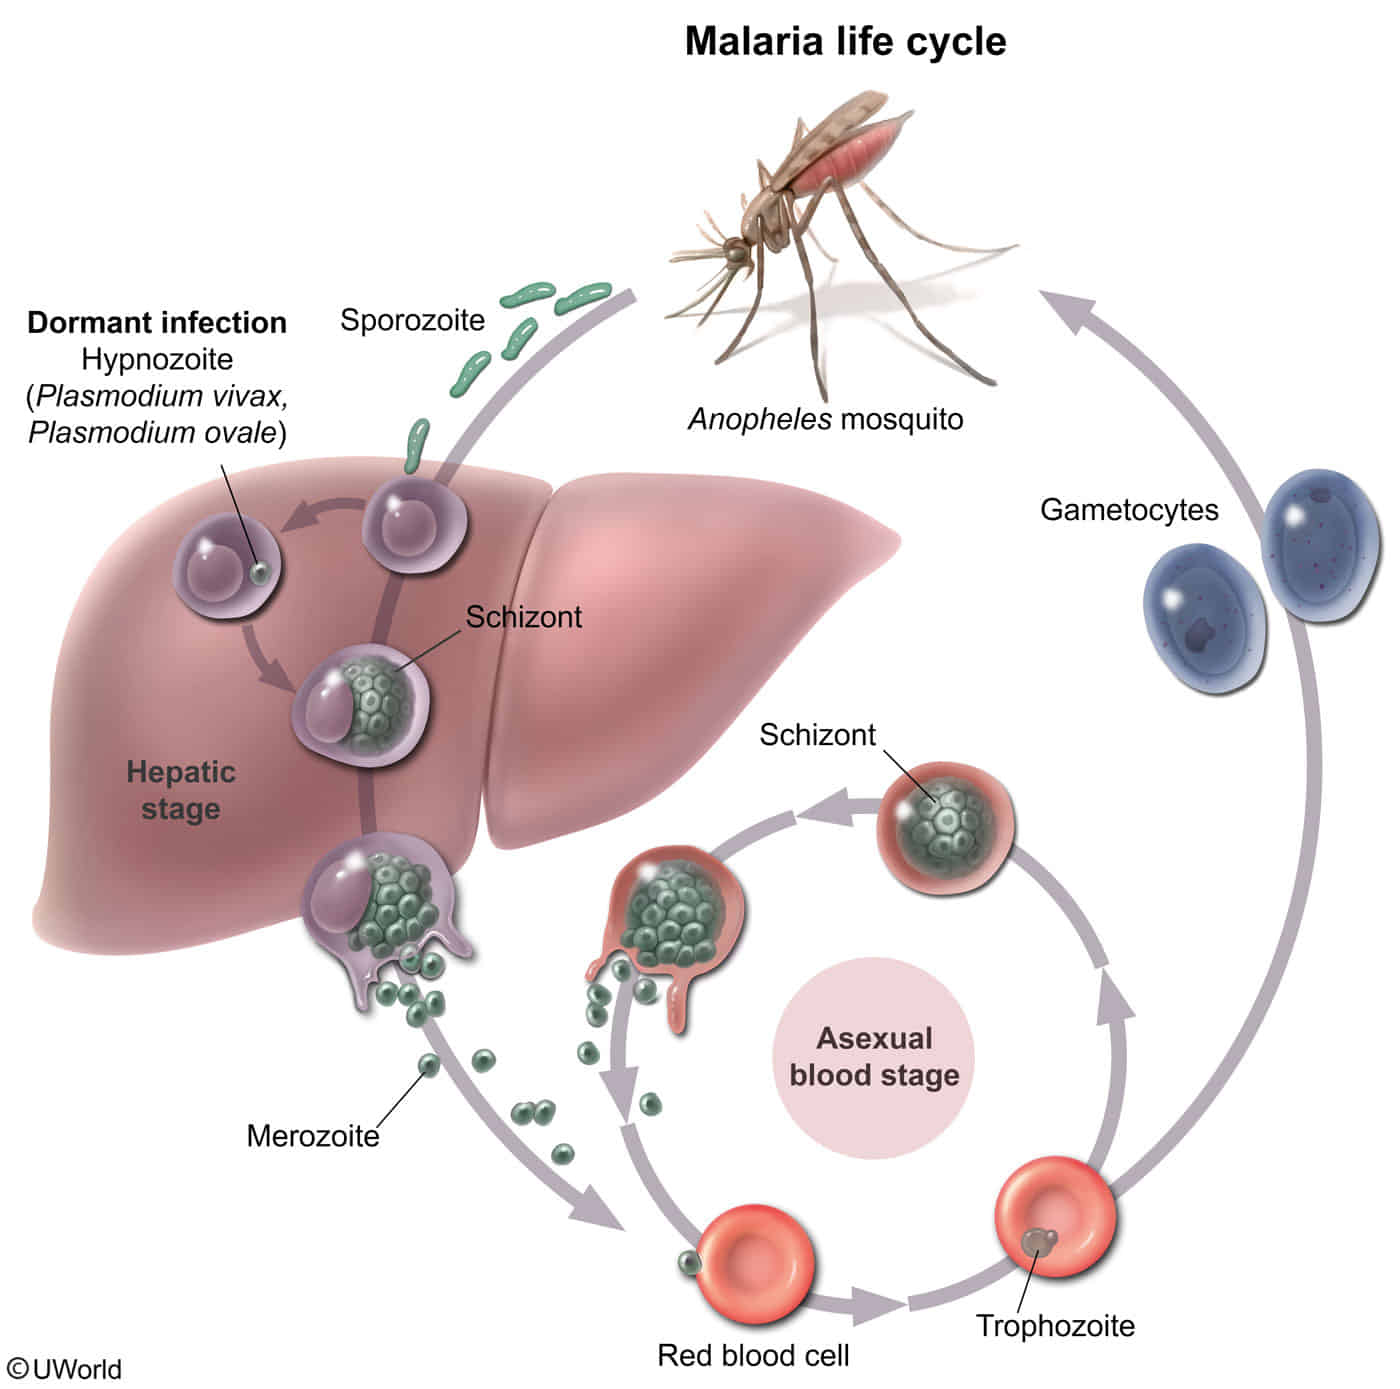 Malaria life cycle
Sporozoite
Dormant infection
Hypnozoite
(Plasmodium vivax,
Plasmodium ovale)
Anopheles mosquito
Gametocytes
Schizont
Schizont
Hepatic
stage
Asexual
blood stage
Merozoite
Trophozoite
Red blood cell
©UWorld